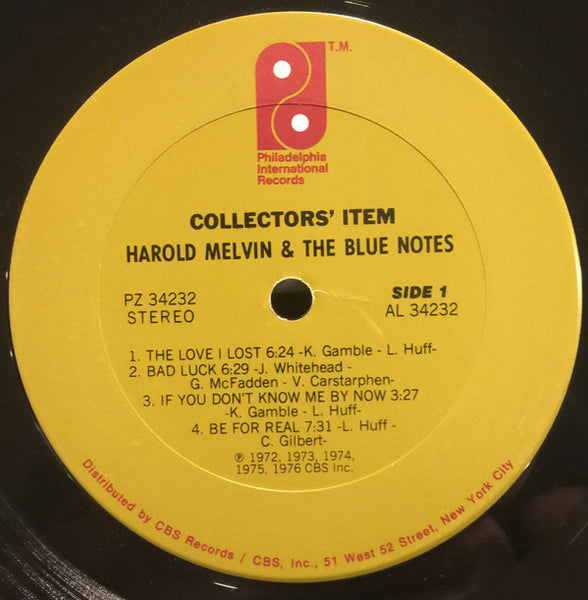 T.M.
Philadelphia
International
Records
COLLECTORS' ITEM
HAROLD MELVIN & THE BLUE NOTES
PZ 34232
STEREO
SIDE 1
AL 34232
1. THE LOVE I LOST 6:24 -K. Gamble - L. Huff-
2. BAD LUCK 6:29 -J. Whitehead -
G. McFadden - V. Carstarphen-
3. IF YOU DON'T KNOW ME BY NOW 3:27
-K. Gamble - L. Huff-
4. BE FOR REAL 7:31 -L. Huff -
C. Gilbert-
℗ 1972, 1973, 1974,
1975, 1976 CBS Inc.
Distributed by CBS Records / CBS, Inc., 51 West 52 Street, New York City